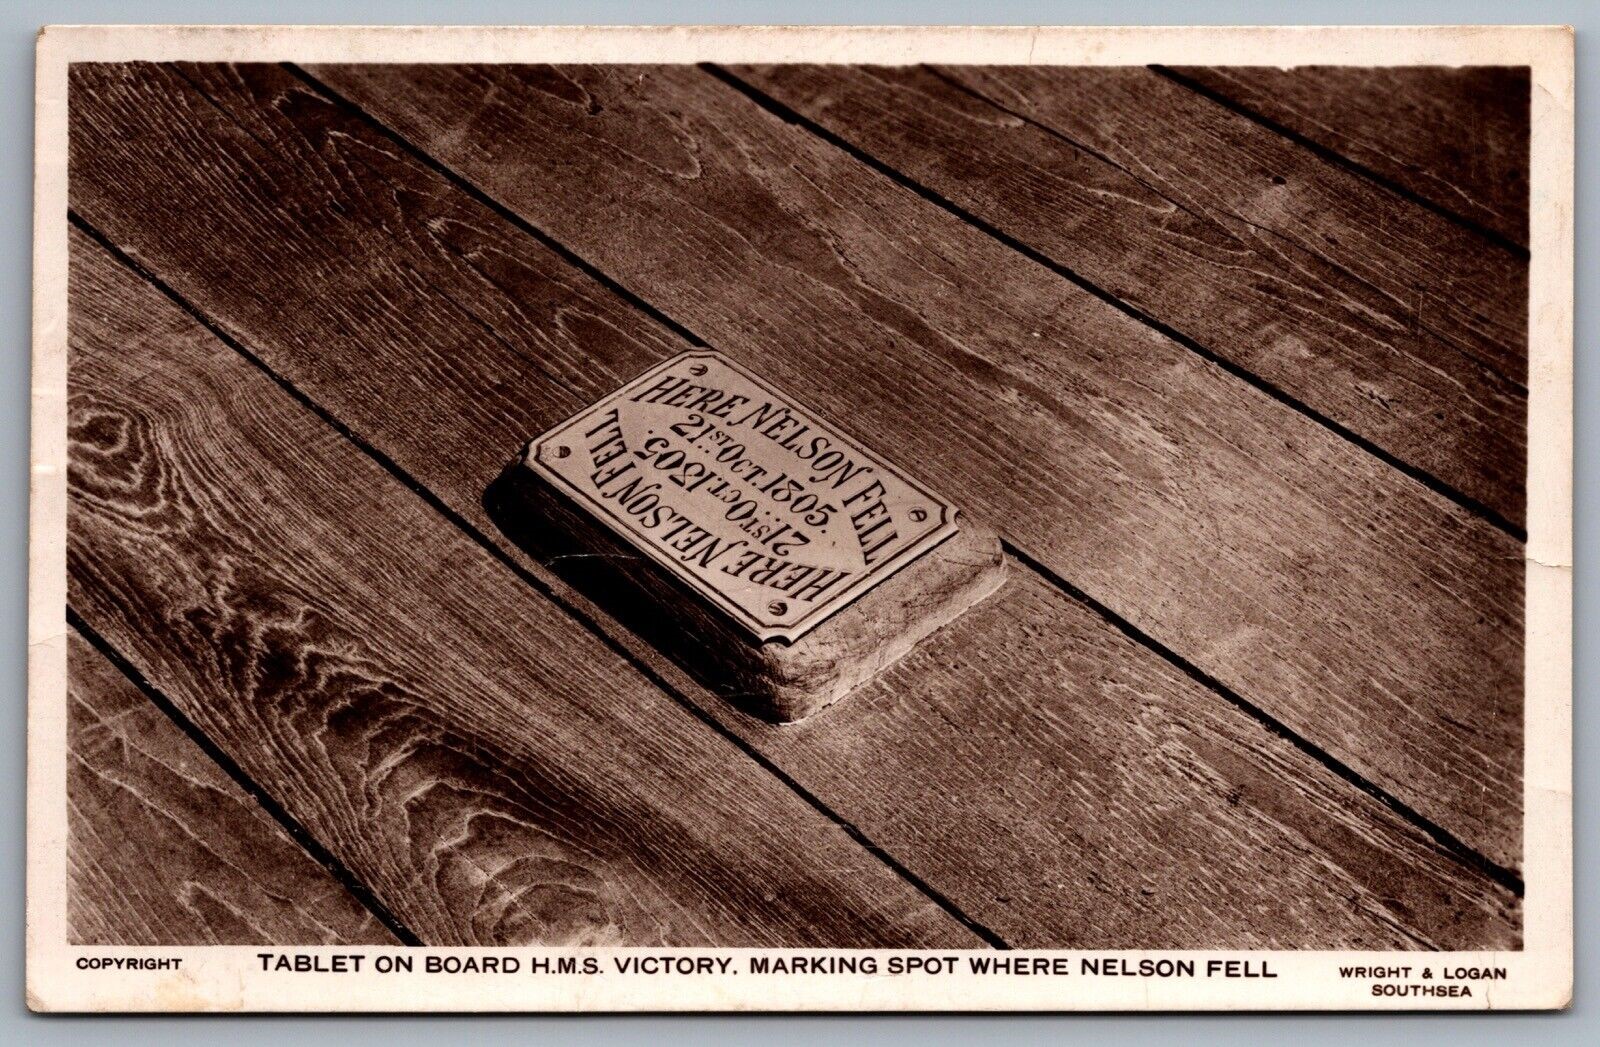 HERE NELSON FELL
21ST OCT. 1805.
21ST OCT. 1805.
HERE NELSON FELL
COPYRIGHT
TABLET ON BOARD H.M.S. VICTORY. MARKING SPOT WHERE NELSON FELL
WRIGHT & LOGAN
SOUTHSEA